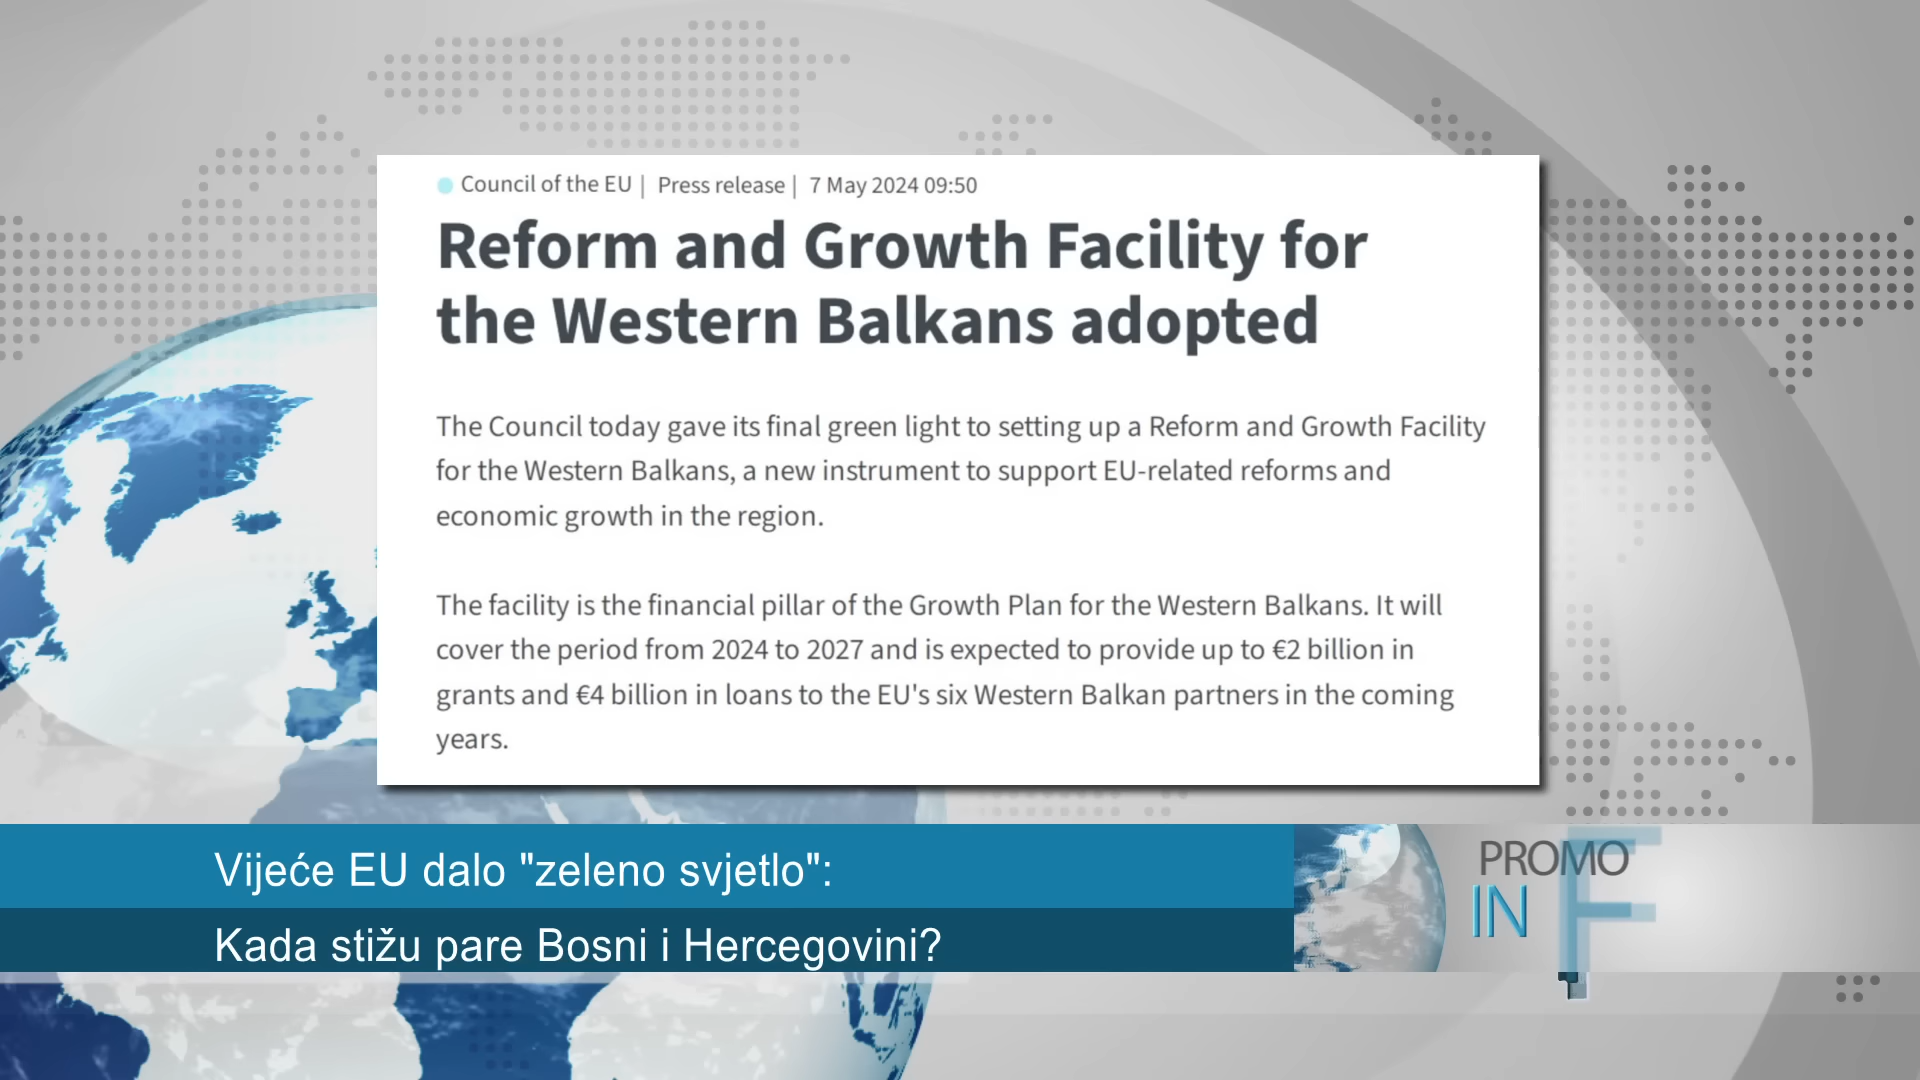 Council of the EU | Press release | 7 May 2024 09:50
Reform and Growth Facility for
the Western Balkans adopted
The Council today gave its final green light to setting up a Reform and Growth Facility
for the Western Balkans, a new instrument to support EU-related reforms and
economic growth in the region.
The facility is the financial pillar of the Growth Plan for the Western Balkans. It will
cover the period from 2024 to 2027 and is expected to provide up to €2 billion in
grants and €4 billion in loans to the EU's six Western Balkan partners in the coming
years.
Vijeće EU dalo "zeleno svjetlo":
Kada stižu pare Bosni i Hercegovini?
PROMO
IN F